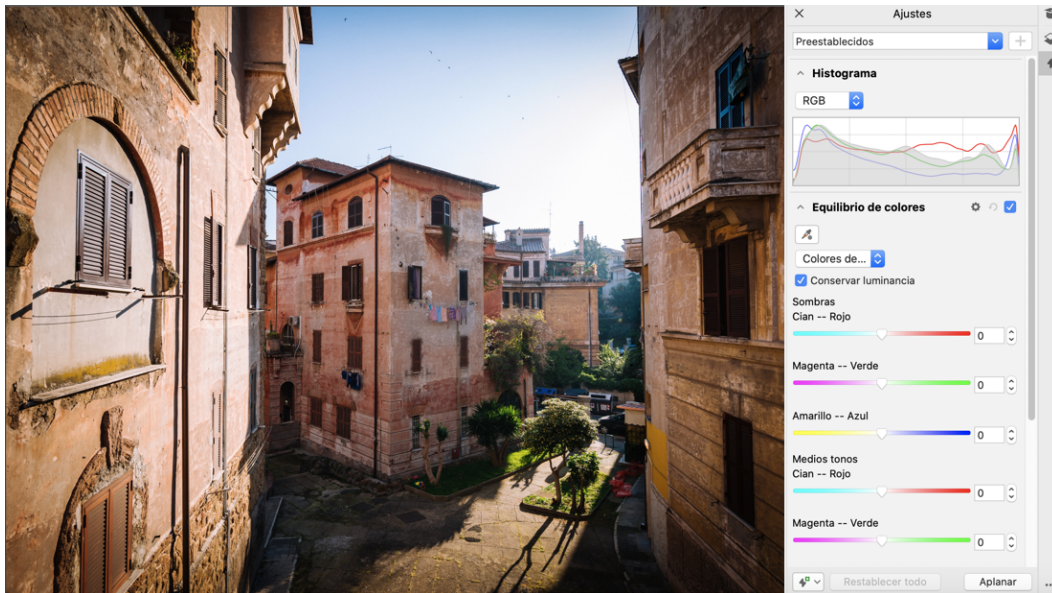 Ajustes
Preestablecidos
Histograma
RGB
Equilibrio de colores
Colores de...
Conservar luminancia
Sombras
Cian -- Rojo
0
Magenta -- Verde
0
Amarillo -- Azul
0
Medios tonos
Cian -- Rojo
0
Magenta -- Verde
0
Restablecer todo
Aplanar